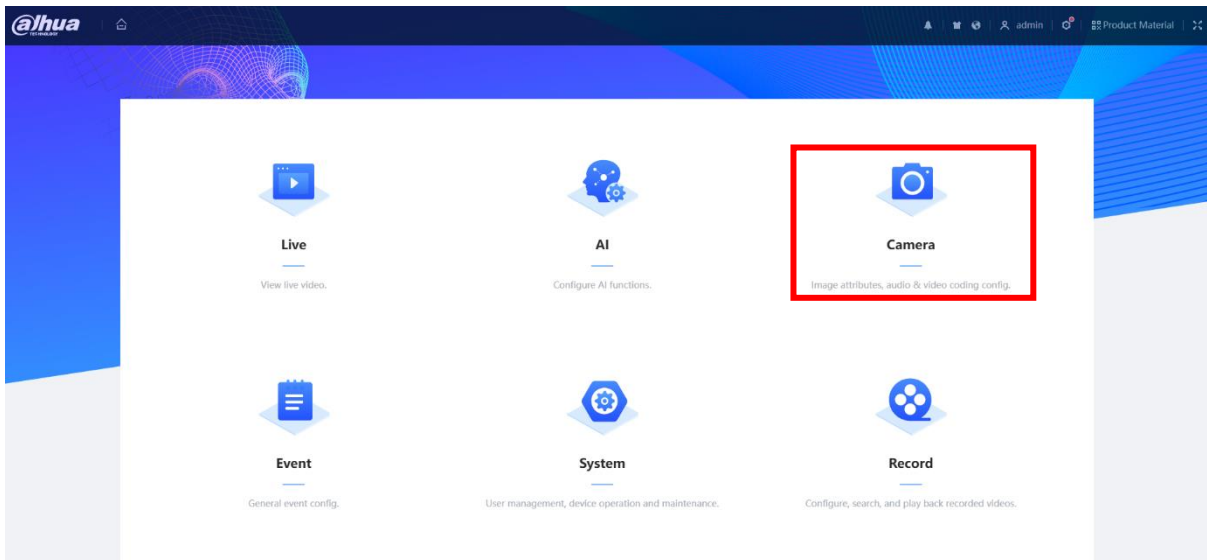 alhua
TECHNOLOGY
admin
Product Material
Live
AI
Camera
View live video.
Configure AI functions.
Image attributes, audio & video coding config.
Event
System
Record
General event config.
User management, device operation and maintenance.
Configure, search, and play back recorded videos.